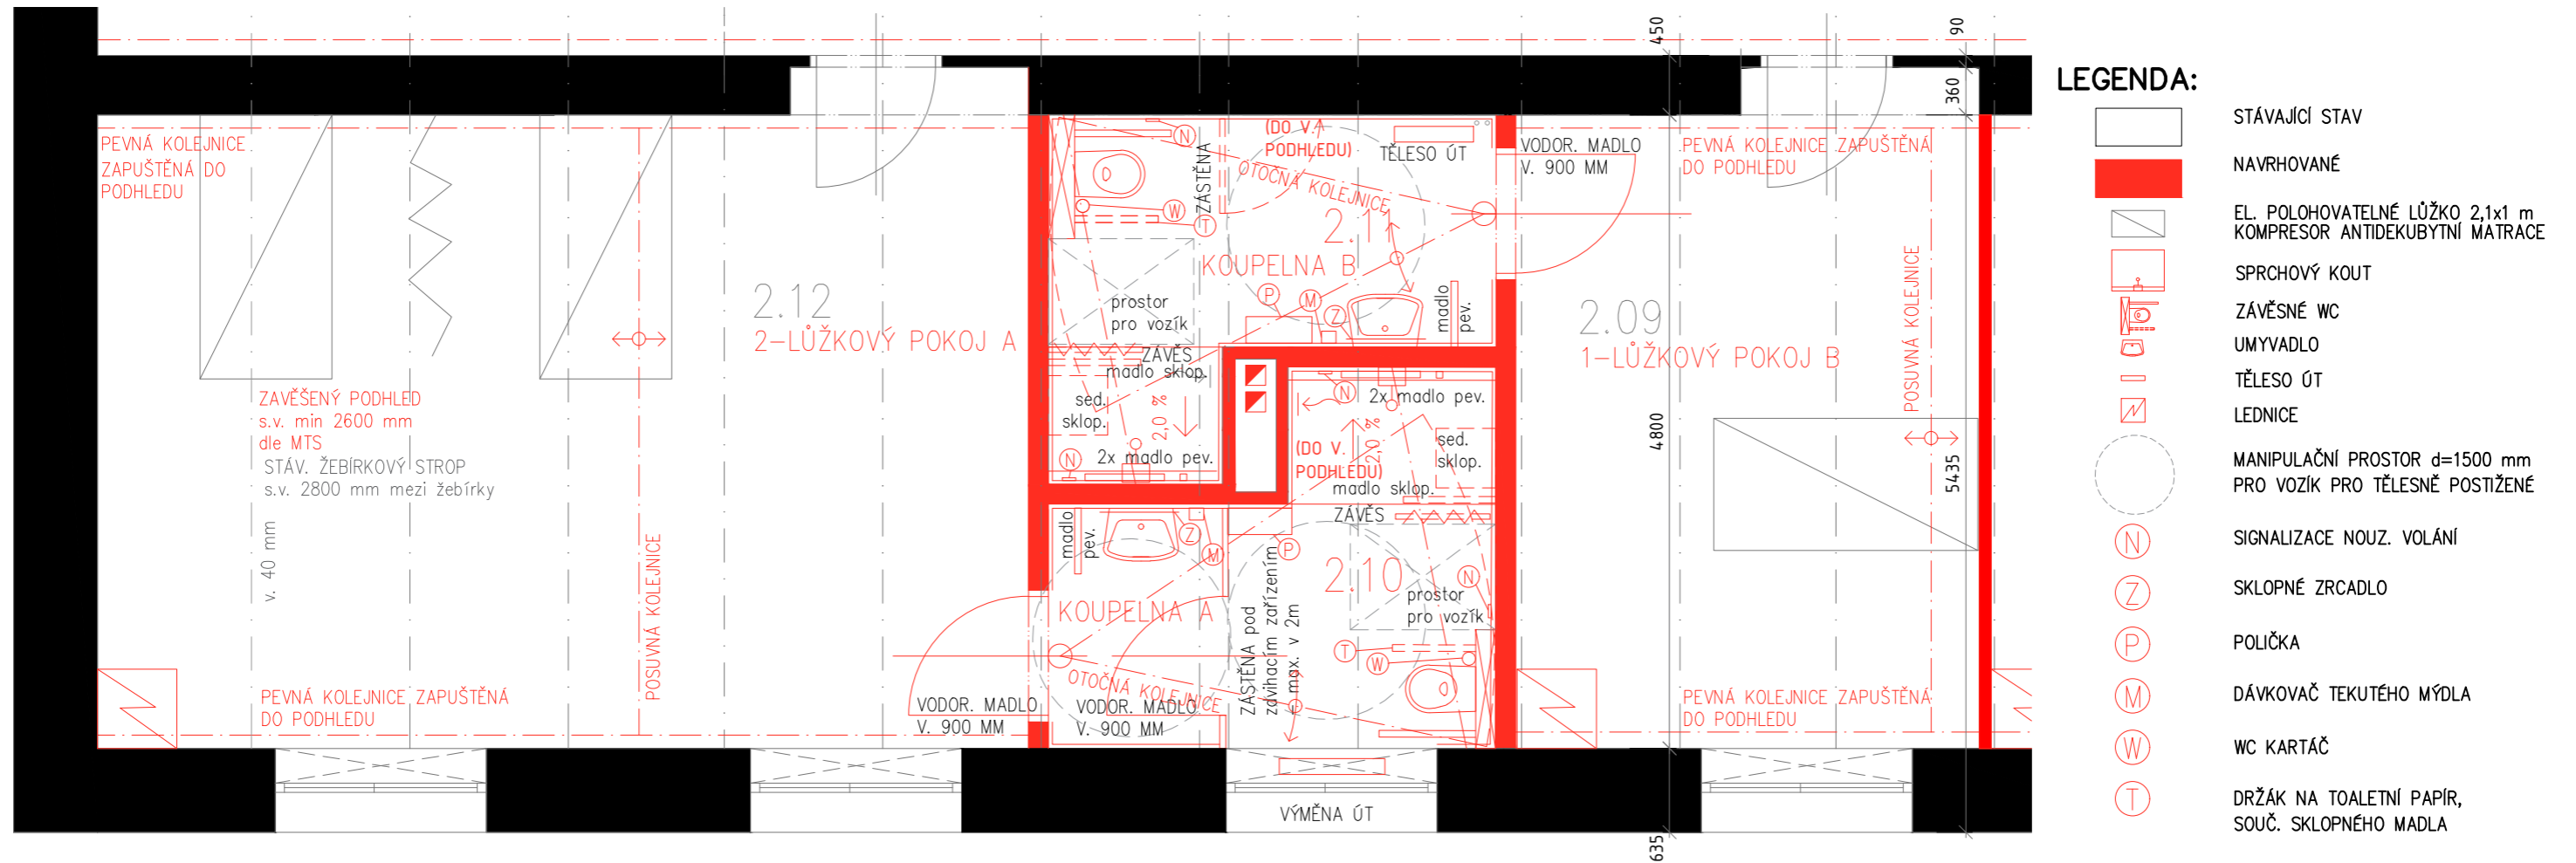 PEVNÁ KOLEJNICE
ZAPUŠTĚNÁ DO
PODHLEDU
ZAVĚŠENÝ PODHLED
s.v. min 2600 mm
dle MTS
STÁV. ŽEBÍRKOVÝ STROP
s.v. 2800 mm mezi žebírky
v. 40 mm
PEVNÁ KOLEJNICE ZAPUŠTĚNÁ
DO PODHLEDU
POSUVNÁ KOLEJNICE
2.12
2-LŮŽKOVÝ POKOJ A
VODOR. MADLO
V. 900 MM
N
W
T
ZÁSTĚNA
(DO V.
PODHLEDU)
TĚLESO ÚT
OTOČNÁ KOLEJNICE
2.11
KOUPELNA B
prostor
pro vozík
P
M
Z
madlo
pev.
ZÁVĚS
madlo sklop.
sed.
sklop.
2,0 %
N
2x madlo pev.
N
2x madlo pev.
2,0 %
(DO V.
PODHLEDU)
sed.
sklop.
madlo sklop.
ZÁVĚS
madlo
pev.
Z
M
P
2.10
N
prostor
pro vozík
KOUPELNA A
ZÁSTĚNA pod
zdvihacím zařízením
max. v 2m
T
W
OTOČNÁ KOLEJNICE
VODOR. MADLO
V. 900 MM
VÝMĚNA ÚT
VODOR. MADLO
V. 900 MM
PEVNÁ KOLEJNICE ZAPUŠTĚNÁ
DO PODHLEDU
2.09
1-LŮŽKOVÝ POKOJ B
POSUVNÁ KOLEJNICE
PEVNÁ KOLEJNICE ZAPUŠTĚNÁ
DO PODHLEDU
450
4800
635
90
360
5435
LEGENDA:
STÁVAJÍCÍ STAV
NAVRHOVANÉ
EL. POLOHOVATELNÉ LŮŽKO 2,1x1 m
KOMPRESOR ANTIDEKUBYTNÍ MATRACE
SPRCHOVÝ KOUT
ZÁVĚSNÉ WC
UMYVADLO
TĚLESO ÚT
LEDNICE
MANIPULAČNÍ PROSTOR d=1500 mm
PRO VOZÍK PRO TĚLESNĚ POSTIŽENÉ
N SIGNALIZACE NOUZ. VOLÁNÍ
Z SKLOPNÉ ZRCADLO
P POLIČKA
M DÁVKOVAČ TEKUTÉHO MÝDLA
W WC KARTÁČ
T DRŽÁK NA TOALETNÍ PAPÍR,
SOUČ. SKLOPNÉHO MADLA